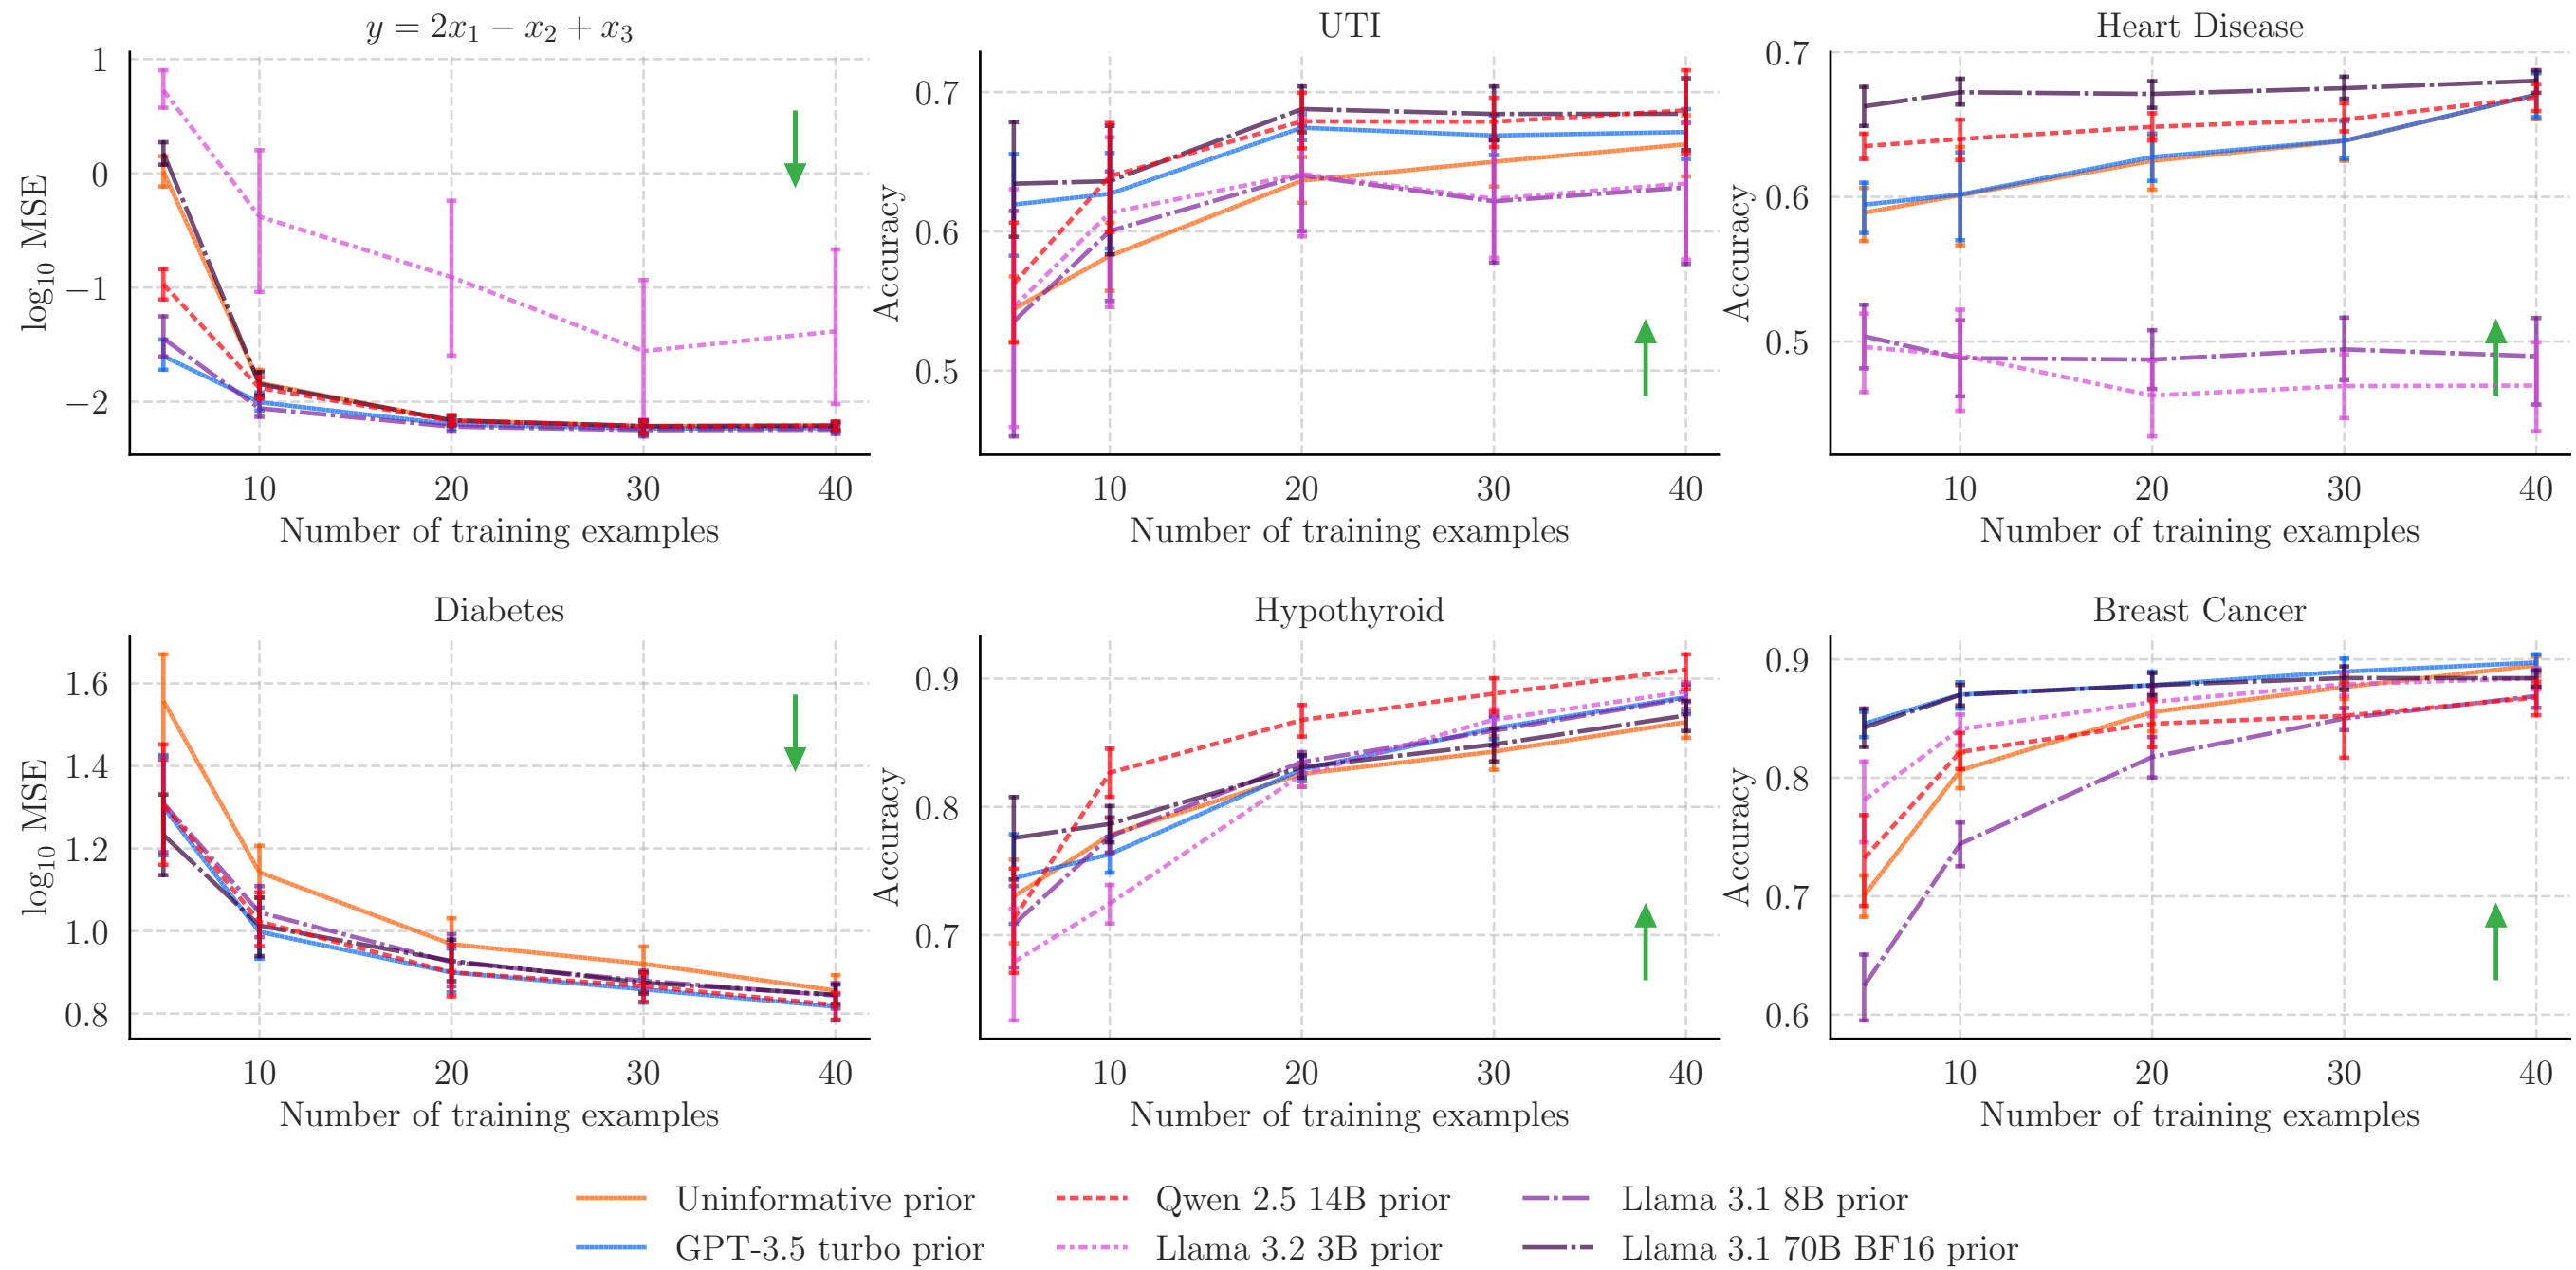 y = 2x₁ − x₂ + x₃
UTI
Heart Disease
log₁₀ MSE
1
0
−1
−2
10 20 30 40
Number of training examples
Accuracy
0.7
0.6
0.5
10 20 30 40
Number of training examples
Accuracy
0.7
0.6
0.5
10 20 30 40
Number of training examples
Diabetes
Hypothyroid
Breast Cancer
log₁₀ MSE
1.6
1.4
1.2
1.0
0.8
10 20 30 40
Number of training examples
Accuracy
0.9
0.8
0.7
10 20 30 40
Number of training examples
Accuracy
0.9
0.8
0.7
0.6
10 20 30 40
Number of training examples
Uninformative prior
GPT-3.5 turbo prior
Qwen 2.5 14B prior
Llama 3.2 3B prior
Llama 3.1 8B prior
Llama 3.1 70B BF16 prior